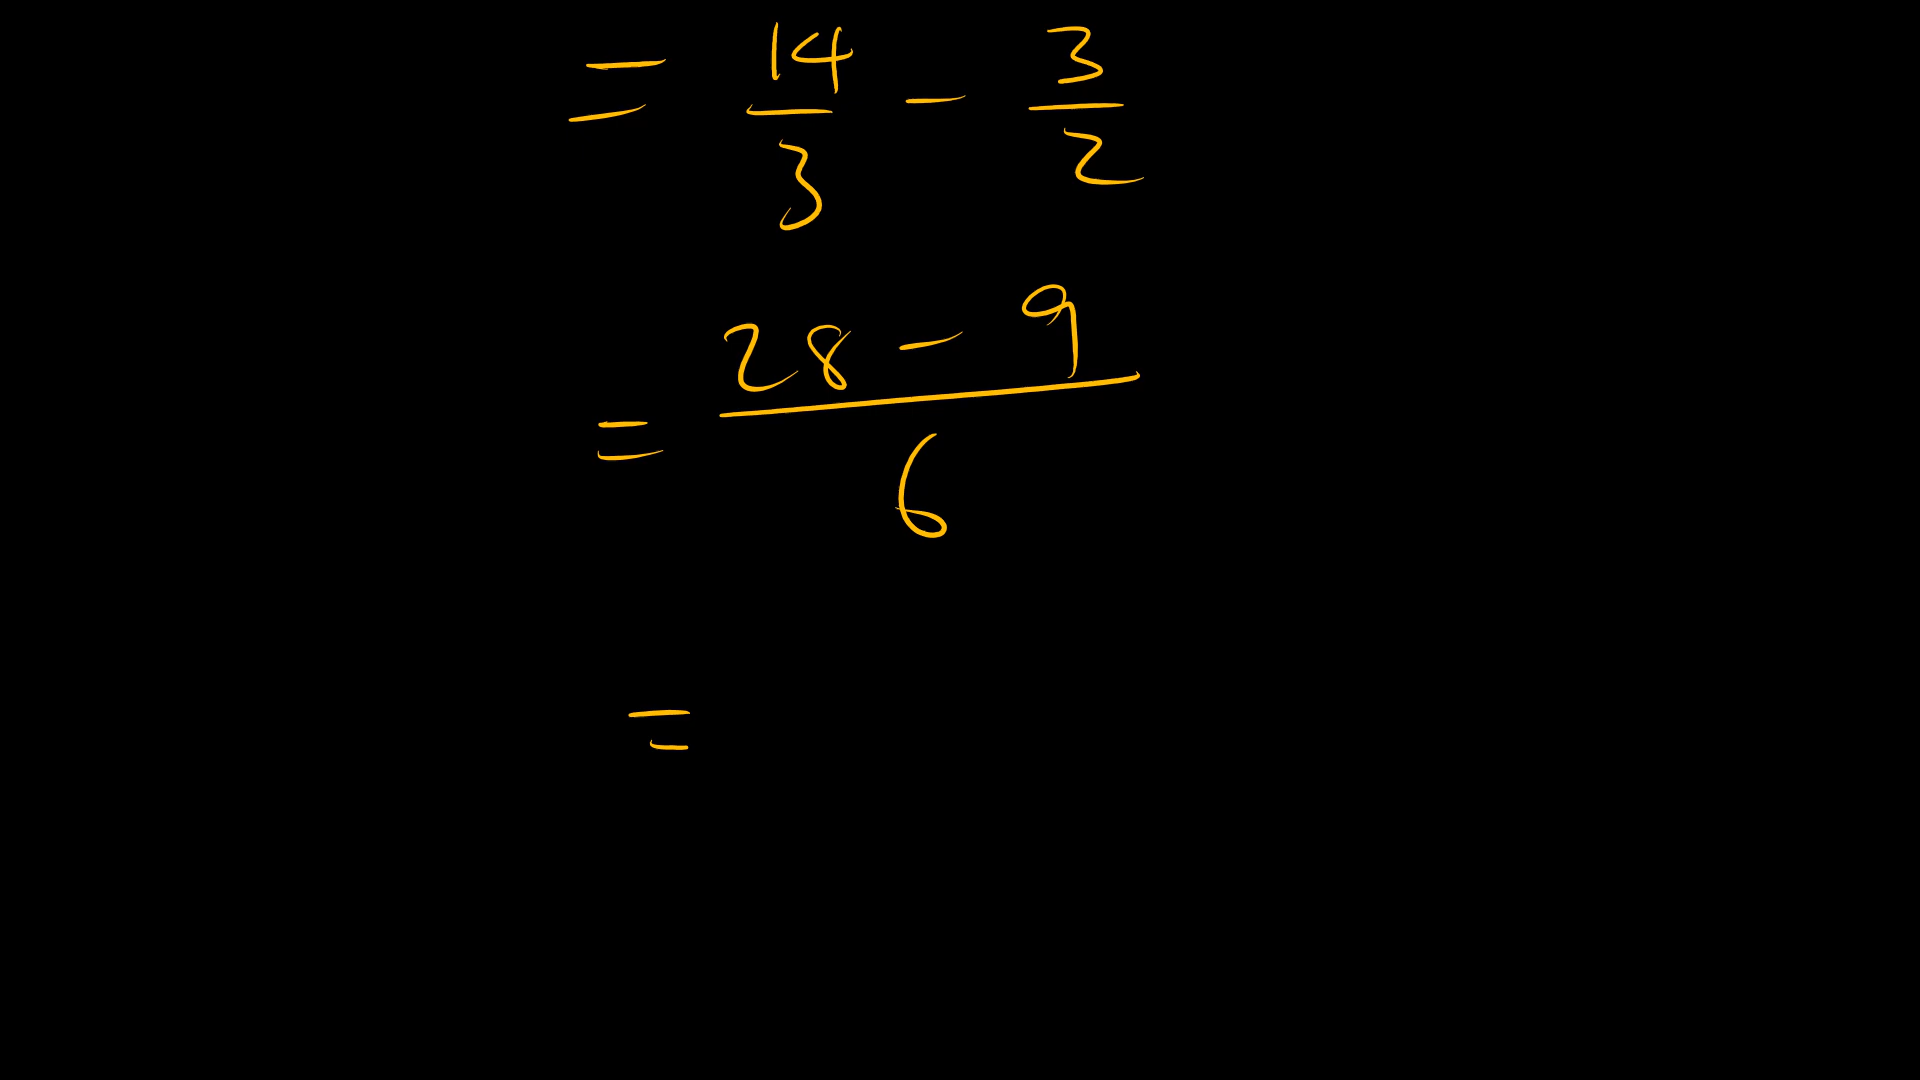 = 14/3 - 3/2
= (28 - 9)/6
=